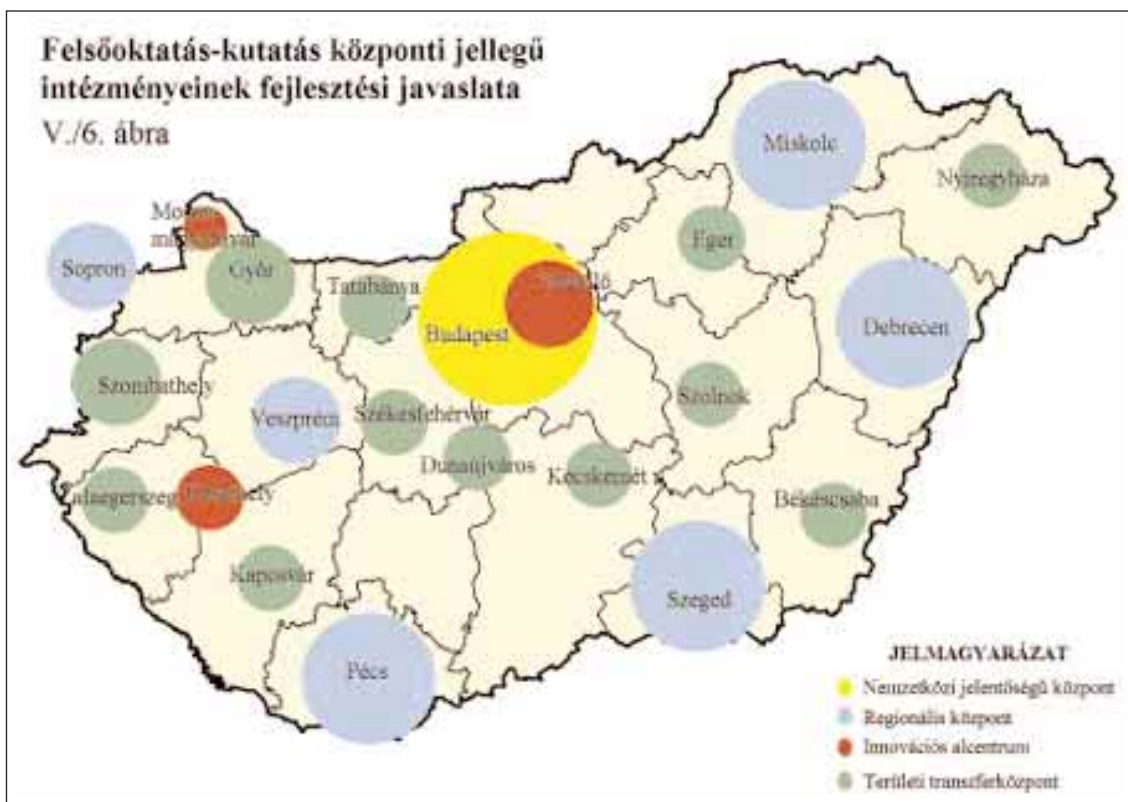 Felsőoktatás-kutatás központi jellegű
intézményeinek fejlesztési javaslata
V./6. ábra
Miskolc
Nyíregyháza
Eger
Sopron
Győr
Tatabánya
Budapest
Debrecen
Szombathely
Veszprém
Székesfehérvár
Szolnok
Dunaújváros
Kecskemét
Békéscsaba
Zalaegerszeg
Kaposvár
Szeged
Pécs
JELMAGYARÁZAT
Nemzetközi jelentőségű központ
Regionális központ
Innovációs alcentrum
Területi transzferközpont